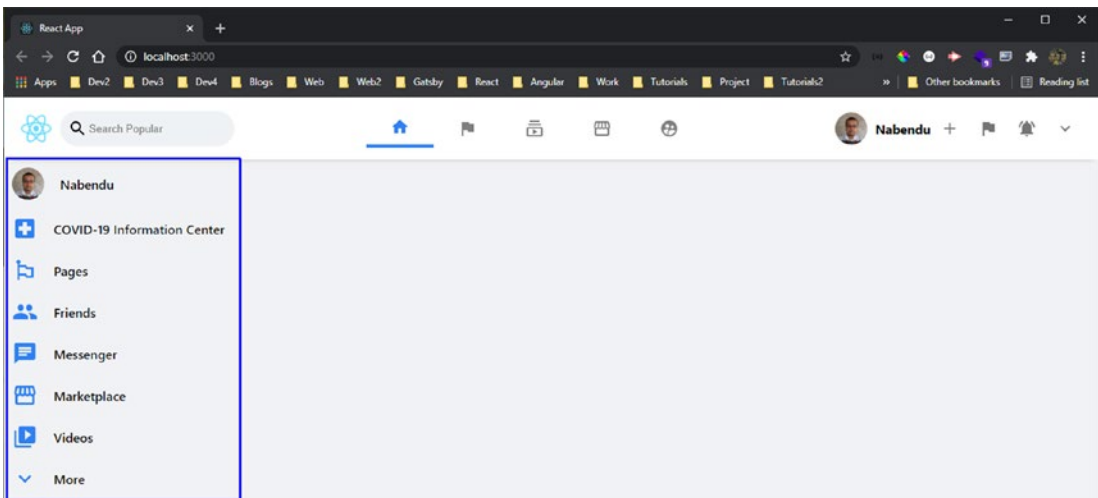 React App
localhost:3000
Apps Dev2 Dev3 Dev4 Blogs Web Web2 Gatsby React Angular Work Tutorials Project Tutorials2 » Other bookmarks Reading list
Search Popular Nabendu
Nabendu
COVID-19 Information Center
Pages
Friends
Messenger
Marketplace
Videos
More